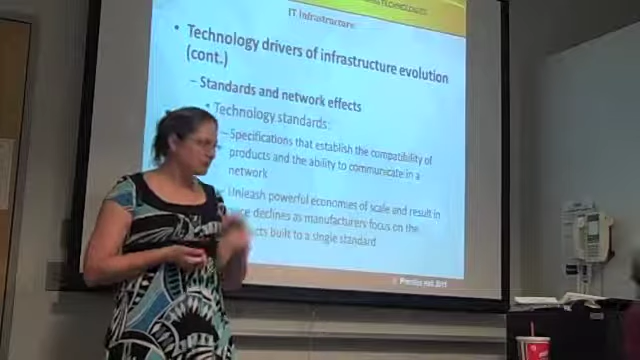 TECHNOLOGIES
IT Infrastructure
• Technology drivers of infrastructure evolution
(cont.)
– Standards and network effects
• Technology standards:
– Specifications that establish the compatibility of
products and the ability to communicate in a
network
Unleash powerful economies of scale and result in
declines as manufacturers focus on the
built to a single standard
© Prentice Hall 2011